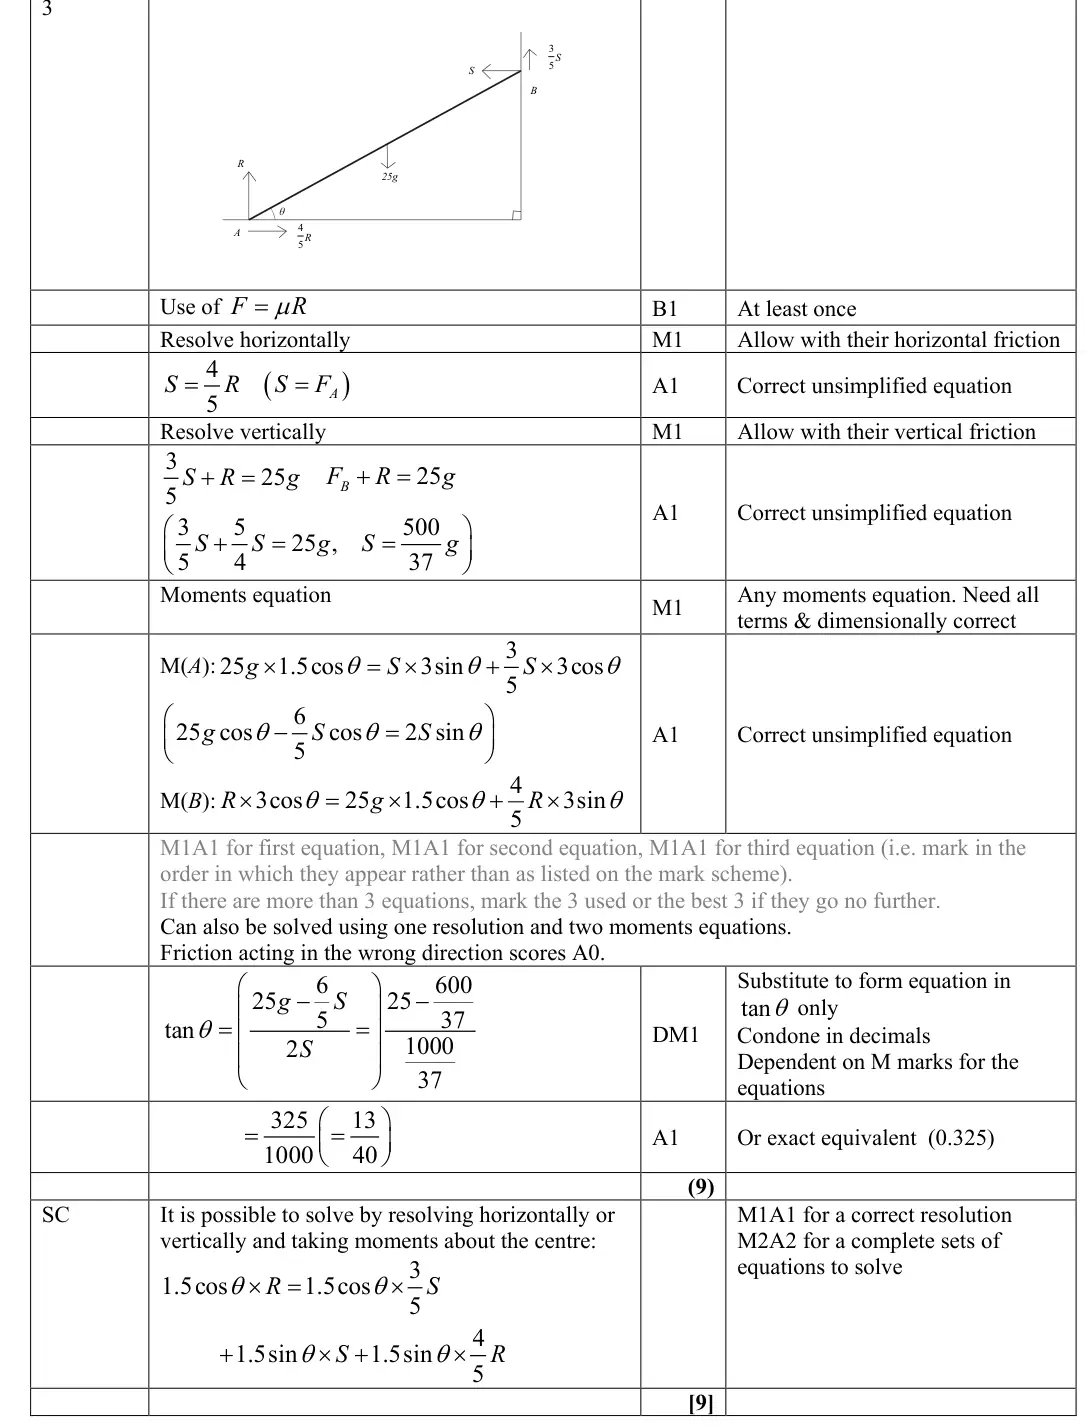 3
3/5 S
S
B
R
25g
θ
A
4/5 R
Use of F = μR B1 At least once
Resolve horizontally M1 Allow with their horizontal friction
S = 4/5 R (S = F_A) A1 Correct unsimplified equation
Resolve vertically M1 Allow with their vertical friction
3/5 S + R = 25g F_B + R = 25g
(3/5 S + 5/4 S = 25g, S = 500/37 g) A1 Correct unsimplified equation
Moments equation M1 Any moments equation. Need all
terms & dimensionally correct
M(A): 25g × 1.5 cos θ = S × 3 sin θ + 3/5 S × 3 cos θ
(25g cos θ − 6/5 S cos θ = 2S sin θ) A1 Correct unsimplified equation
M(B): R × 3 cos θ = 25g × 1.5 cos θ + 4/5 R × 3 sin θ
M1A1 for first equation, M1A1 for second equation, M1A1 for third equation (i.e. mark in the
order in which they appear rather than as listed on the mark scheme).
If there are more than 3 equations, mark the 3 used or the best 3 if they go no further.
Can also be solved using one resolution and two moments equations.
Friction acting in the wrong direction scores A0.
tan θ = ((25g − 6/5 S)/(2S) =) (25 − 600/37)/(1000/37) DM1 Substitute to form equation in
tan θ only
Condone in decimals
Dependent on M marks for the
equations
= 325/1000 (= 13/40) A1 Or exact equivalent (0.325)
(9)
SC It is possible to solve by resolving horizontally or
vertically and taking moments about the centre:
1.5 cos θ × R = 1.5 cos θ × 3/5 S
+1.5 sin θ × S + 1.5 sin θ × 4/5 R
M1A1 for a correct resolution
M2A2 for a complete sets of
equations to solve
[9]